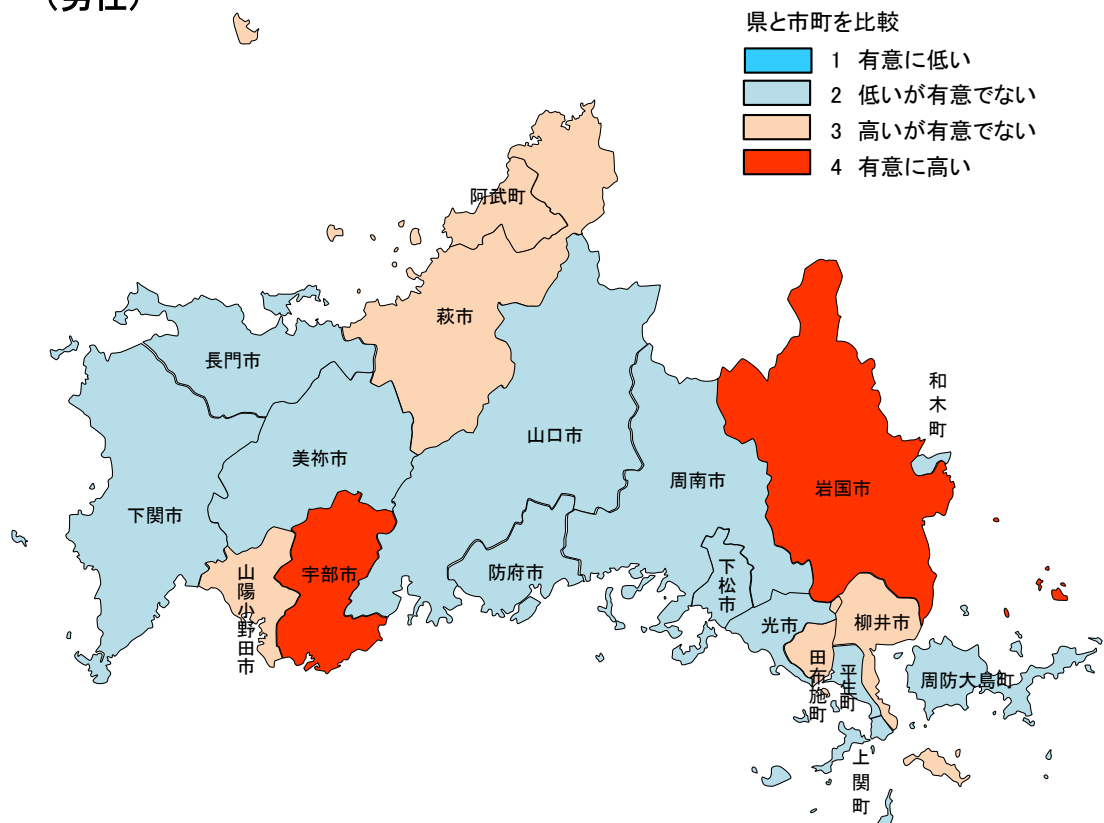 （男性）
県と市町を比較
1 有意に低い
2 低いが有意でない
3 高いが有意でない
4 有意に高い
阿武町
萩市
長門市
和木町
山口市
美祢市
周南市
岩国市
下関市
宇部市
防府市
下松市
山陽小野田市
光市
柳井市
田布施町
平生町
周防大島町
上関町